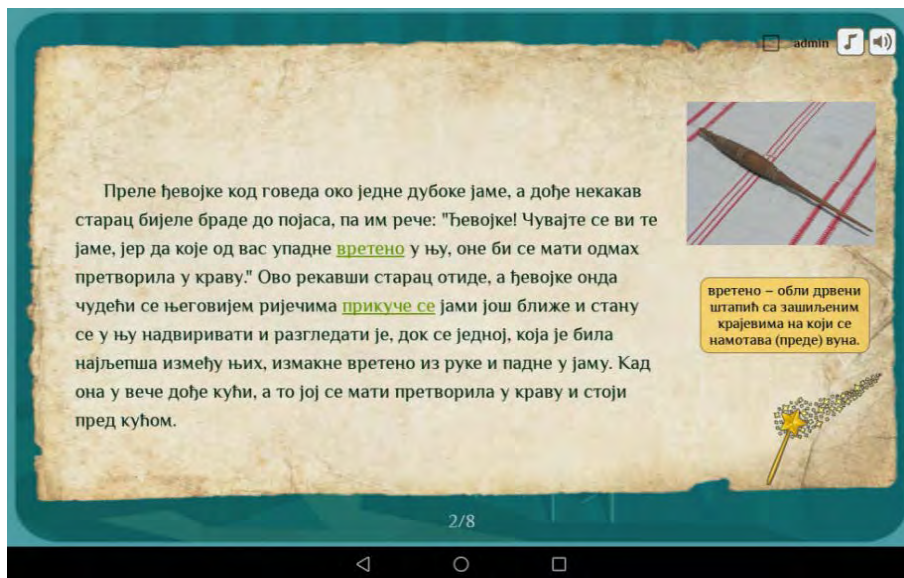 admin
Преле ђевојке код говеда око једне дубоке јаме, а дође некакав
старац бијеле браде до појаса, па им рече: "Ђевојке! Чувајте се ви те
јаме, јер да које од вас упадне вретено у њу, оне би се мати одмах
претворила у краву." Ово рекавши старац отиде, а ђевојке онда
чудећи се његовијем ријечима прикуче се јами још ближе и стану
се у њу надвиривати и разгледати је, док се једној, која је била
најљепша између њих, измакне вретено из руке и падне у јаму. Кад
она у вече дође кући, а то јој се мати претворила у краву и стоји
пред кућом.
вретено – обли дрвени
штапић са зашиљеним
крајевима на који се
намотава (преде) вуна.
2/8